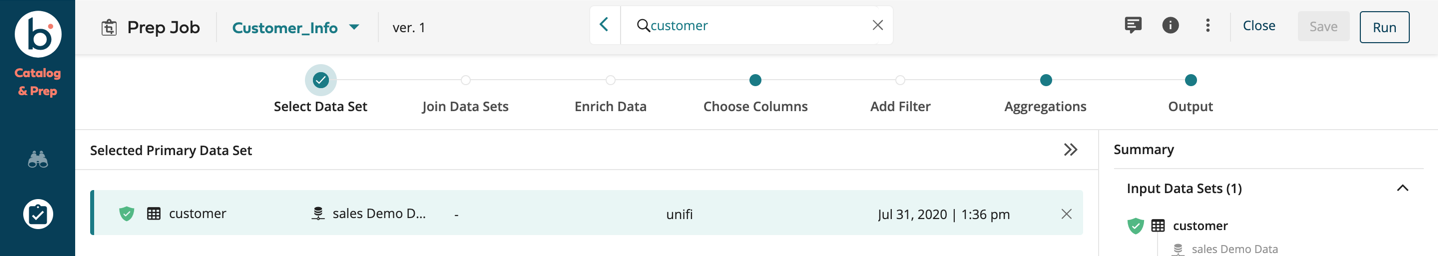 b
Catalog
& Prep
Prep Job
Customer_Info
ver. 1
customer
Close
Save
Run
Select Data Set
Join Data Sets
Enrich Data
Choose Columns
Add Filter
Aggregations
Output
Selected Primary Data Set
customer
sales Demo D...
-
unifi
Jul 31, 2020 | 1:36 pm
Summary
Input Data Sets (1)
customer
sales Demo Data